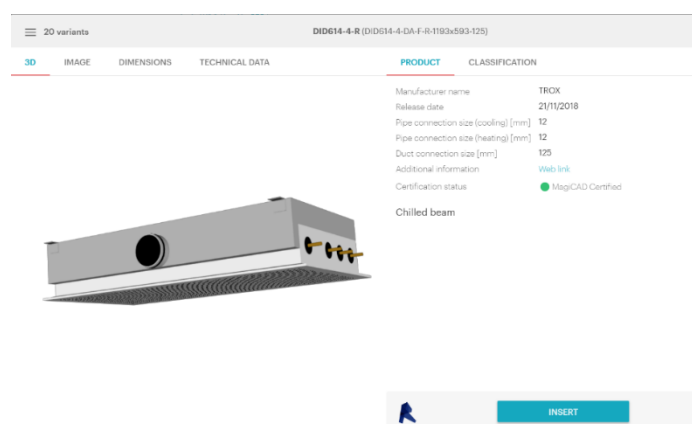 20 variants
DID614-4-R (DID614-4-DA-F-R-1193x593-125)
3D IMAGE DIMENSIONS TECHNICAL DATA
PRODUCT CLASSIFICATION
Manufacturer name TROX
Release date 21/11/2018
Pipe connection size (cooling) [mm] 12
Pipe connection size (heating) [mm] 12
Duct connection size [mm] 125
Additional information Web link
Certification status MagiCAD Certified
Chilled beam
INSERT